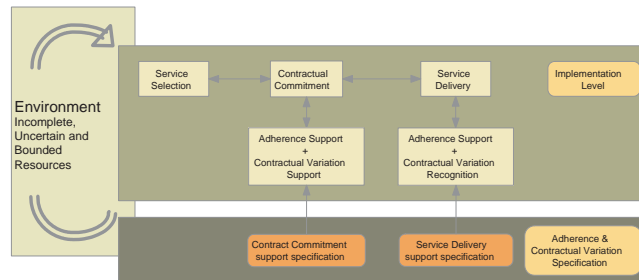 Environment
Incomplete,
Uncertain and
Bounded
Resources
Service
Selection
Contractual
Commitment
Service
Delivery
Implementation
Level
Adherence Support
+
Contractual Variation
Support
Adherence Support
+
Contractual Variation
Recognition
Contract Commitment
support specification
Service Delivery
support specification
Adherence &
Contractual Variation
Specification